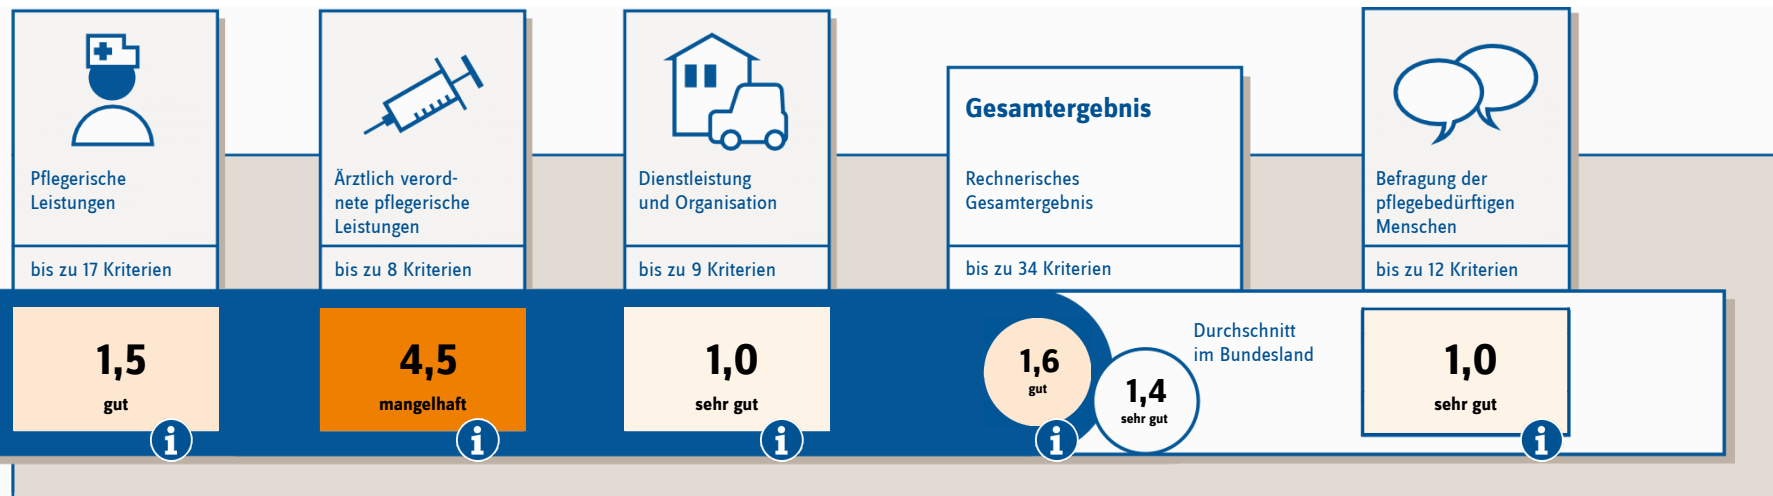 Pflegerische
Leistungen
bis zu 17 Kriterien
1,5
gut
i
Ärztlich verord-
nete pflegerische
Leistungen
bis zu 8 Kriterien
4,5
mangelhaft
i
Dienstleistung
und Organisation
bis zu 9 Kriterien
1,0
sehr gut
i
Gesamtergebnis
Rechnerisches
Gesamtergebnis
bis zu 34 Kriterien
1,6
gut
i
1,4
sehr gut
Durchschnitt
im Bundesland
Befragung der
pflegebedürftigen
Menschen
bis zu 12 Kriterien
1,0
sehr gut
i